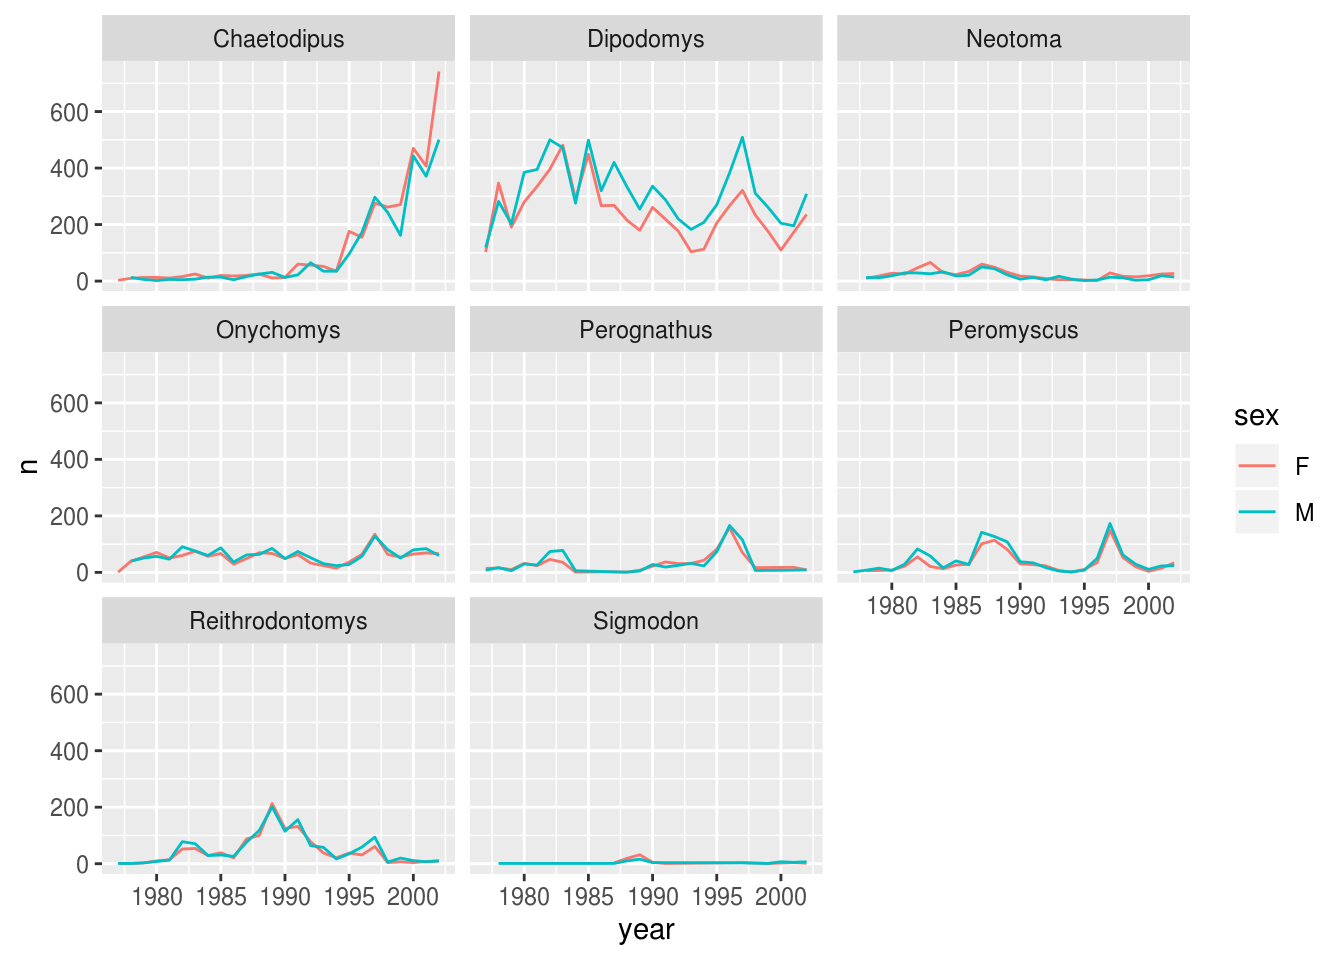 Chaetodipus Dipodomys Neotoma
600
400
200
0
Onychomys Perognathus Peromyscus
600
400
200
0
1980 1985 1990 1995 2000
Reithrodontomys Sigmodon
600
400
200
0
1980 1985 1990 1995 2000 1980 1985 1990 1995 2000
year
n
sex
F
M